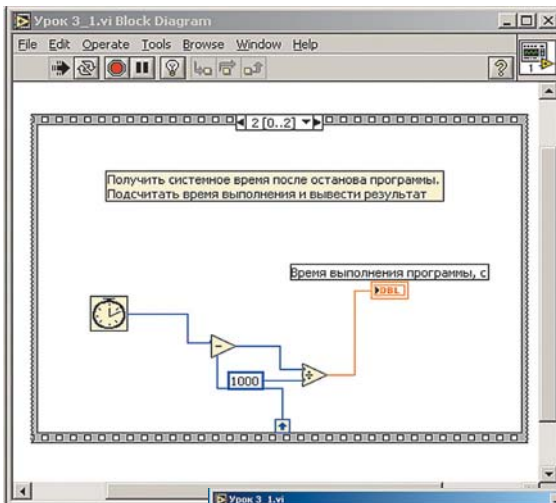 Урок 3_1.vi Block Diagram
File Edit Operate Tools Browse Window Help
1
2 [0..2]
Получить системное время после останова программы.
Подсчитать время выполнения и вывести результат
Время выполнения программы, с
DBL
1000
Урок 3_1.vi